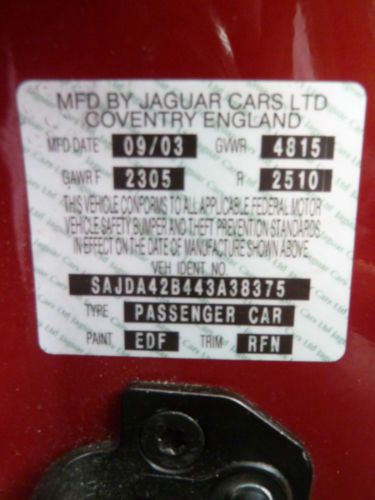 MFD BY JAGUAR CARS LTD
COVENTRY ENGLAND
MFD DATE 09/03 GVWR 4815
GAWR F 2305 R 2510
THIS VEHICLE CONFORMS TO ALL APPLICABLE FEDERAL MOTOR
VEHICLE SAFETY BUMPER AND THEFT PREVENTION STANDARDS
IN EFFECT ON THE DATE OF MANUFACTURE SHOWN ABOVE.
VEH IDENT NO.
SAJDA42B443A38375
TYPE PASSENGER CAR
PAINT EDF TRIM RFN